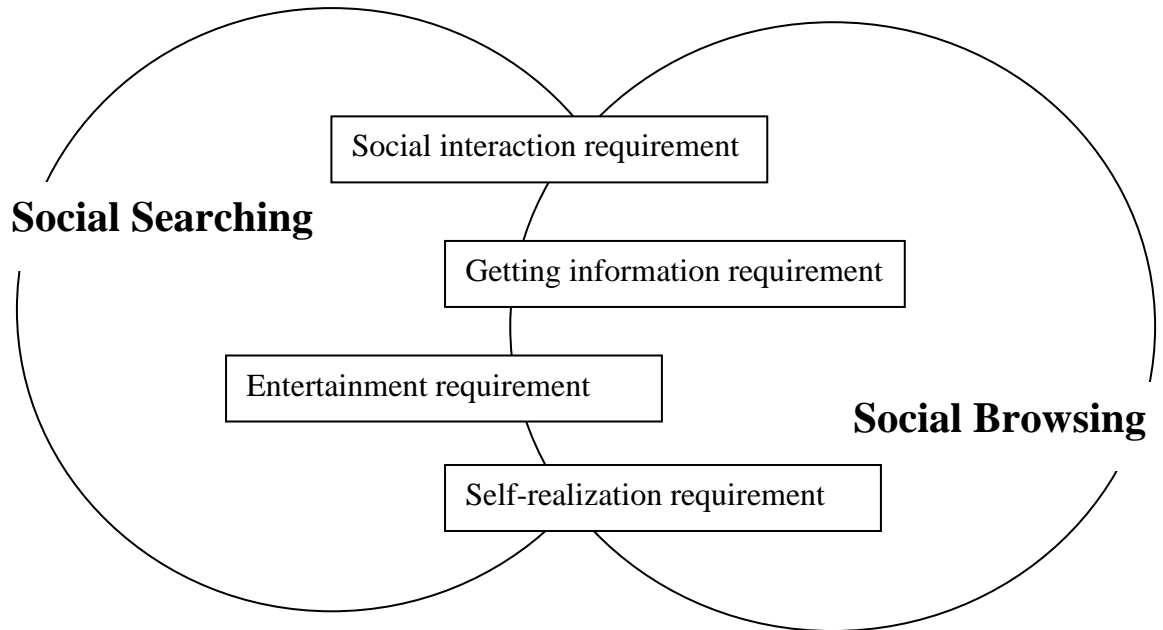 Social interaction requirement
Social Searching
Getting information requirement
Entertainment requirement
Social Browsing
Self-realization requirement